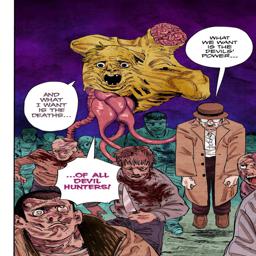 WHAT
WE WANT
IS THE
DEVILS'
POWER...
AND
WHAT
I WANT
IS THE
DEATHS...
...OF ALL
DEVIL
HUNTERS!